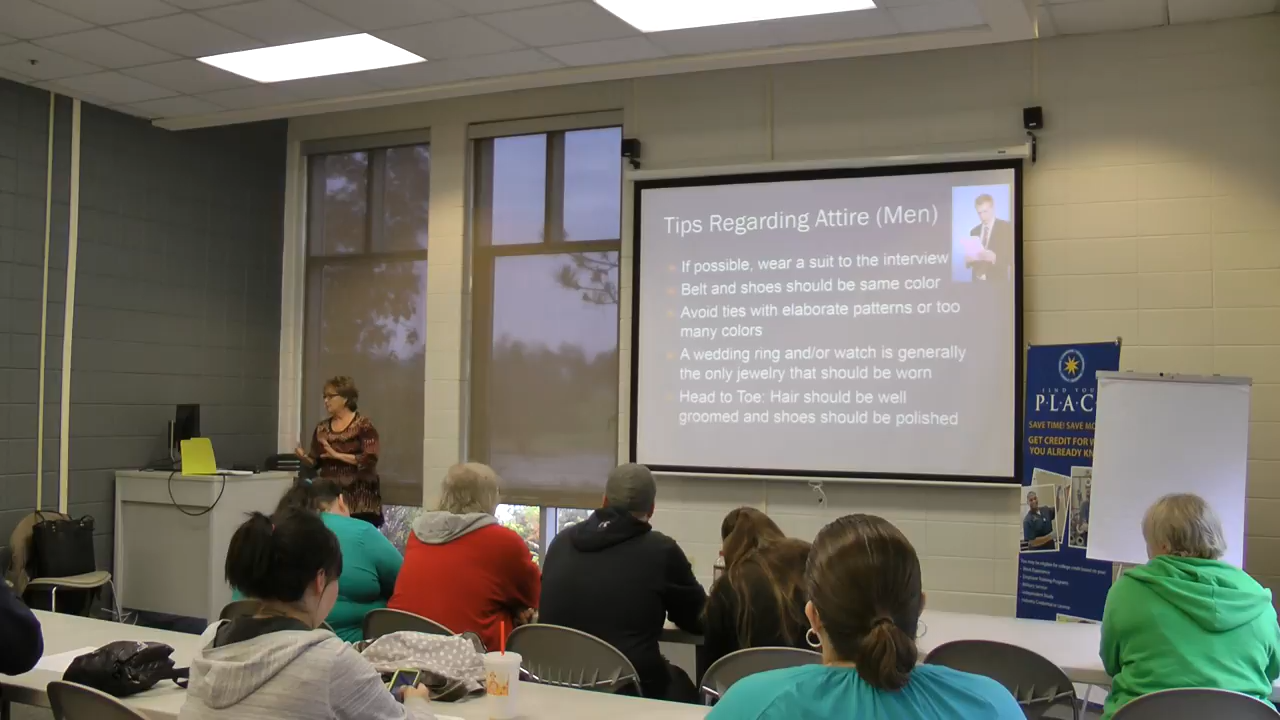 Tips Regarding Attire (Men)
If possible, wear a suit to the interview
Belt and shoes should be same color
Avoid ties with elaborate patterns or too
many colors
A wedding ring and/or watch is generally
the only jewelry that should be worn
Head to Toe: Hair should be well
groomed and shoes should be polished
FIND YOU
P·L·A·C
SAVE TIME! SAVE MO
GET CREDIT FOR W
YOU ALREADY KN